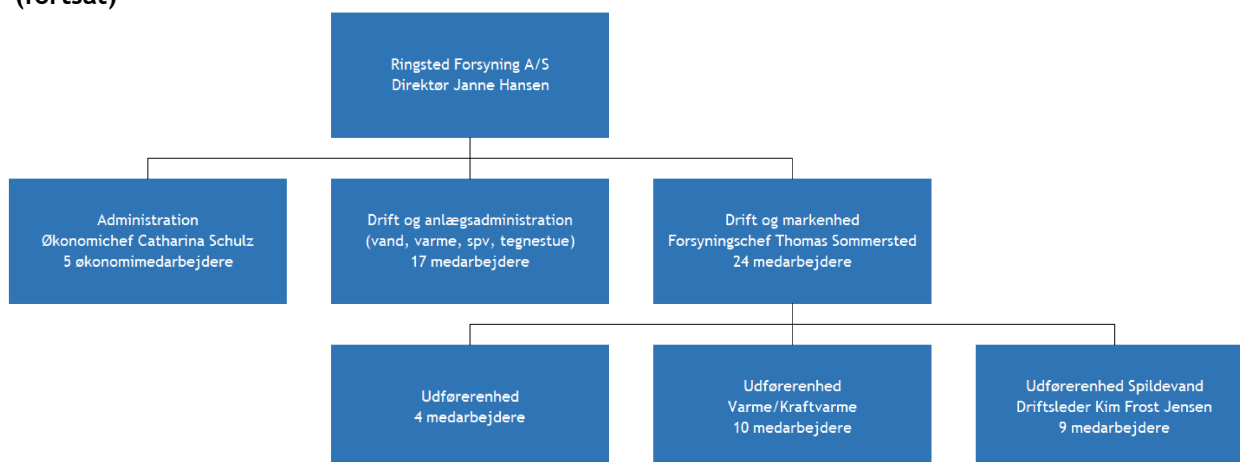 (fortsat)
Ringsted Forsyning A/S
Direktør Janne Hansen
Administration
Økonomichef Catharina Schulz
5 økonomimedarbejdere
Drift og anlægsadministration
(vand, varme, spv, tegnestue)
17 medarbejdere
Drift og markenhed
Forsyningschef Thomas Sommersted
24 medarbejdere
Udførerenhed
4 medarbejdere
Udførerenhed
Varme/Kraftvarme
10 medarbejdere
Udførerenhed Spildevand
Driftsleder Kim Frost Jensen
9 medarbejdere